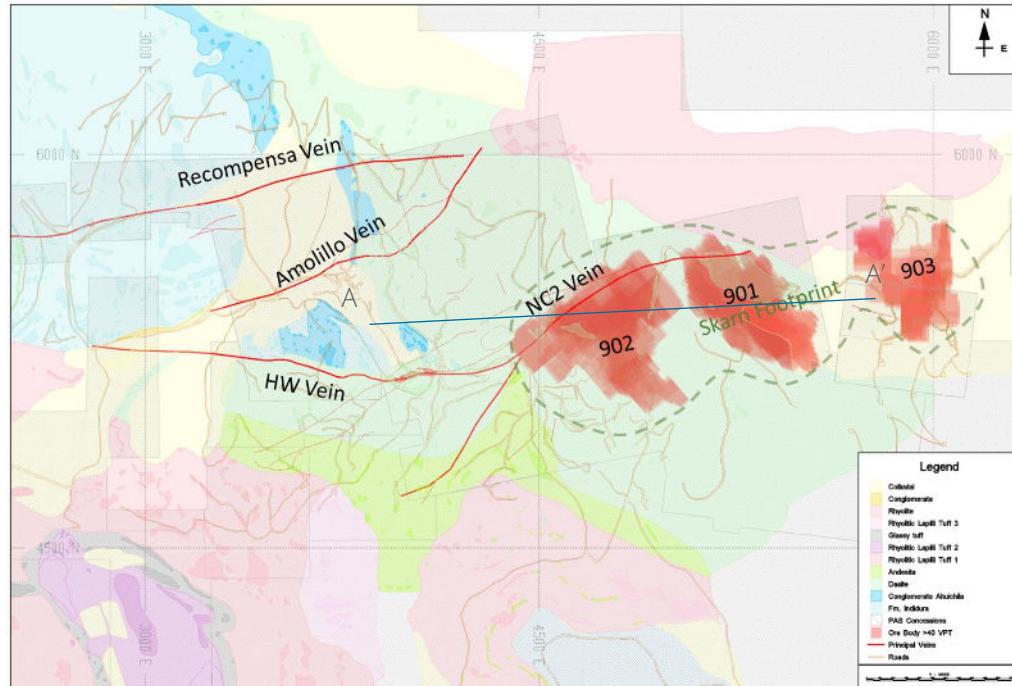 N
E
3000 E
4500 E
6000 E
6000 N
6000 N
Recompensa Vein
Amolillo Vein
A
NC2 Vein
HW Vein
902
901
Skarn Footprint
A'
903
4500 N
3000 E
4500 E
Legend
Colluvial
Conglomerate
Rhyolite
Rhyolitic Lapilli Tuff 3
Glassy tuff
Rhyolitic Lapilli Tuff 2
Rhyolitic Lapilli Tuff 1
Andesite
Dasite
Conglomerate Ahuichila
Fm. Indidura
PAS Concessions
Ore Body >40 VPT
Principal Veins
Roads